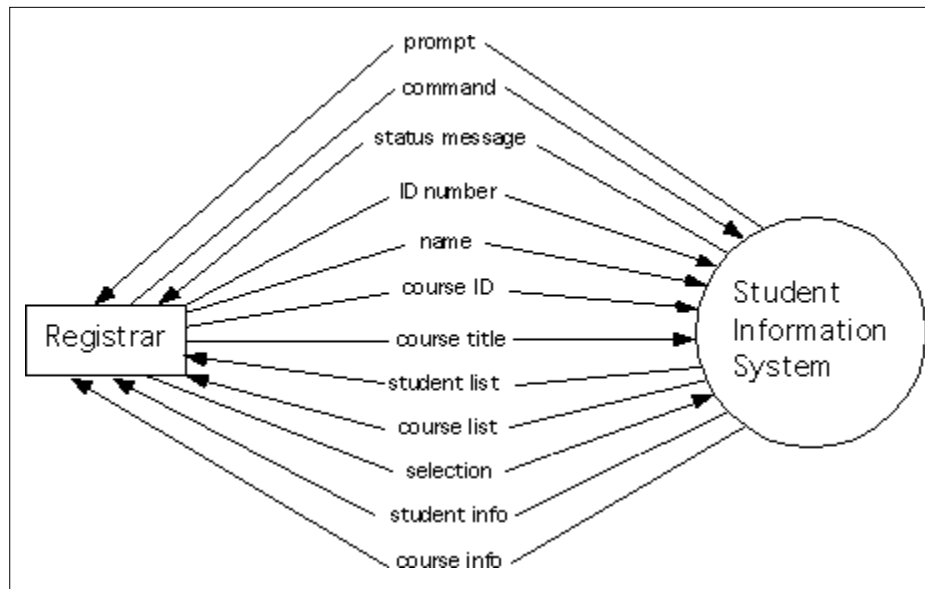 prompt
command
status message
ID number
name
course ID
course title
student list
course list
selection
student info
course info
Registrar
Student
Information
System